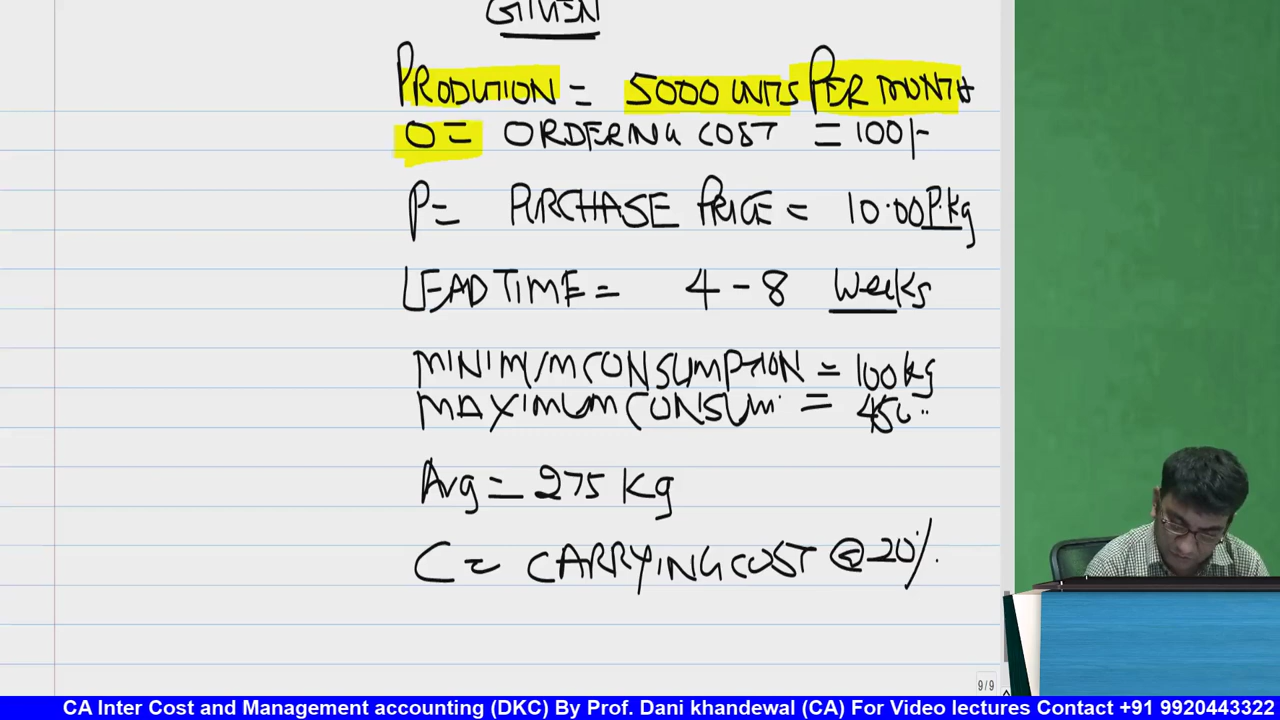 GIVEN
PRODUTION = 5000 UNITS PER MONTH
O = ORDERING COST = 100/-
P = PURCHASE PRICE = 10.00 P.kg
LEAD TIME = 4 - 8 Weeks
MINIMUM CONSUMPTION = 100 kg
MAXIMUM CONSUM. = 450 "
Avg = 275 Kg
C = CARRYING COST @ 20%.
9/9
CA Inter Cost and Management accounting (DKC) By Prof. Dani khandewal (CA) For Video lectures Contact +91 9920443322